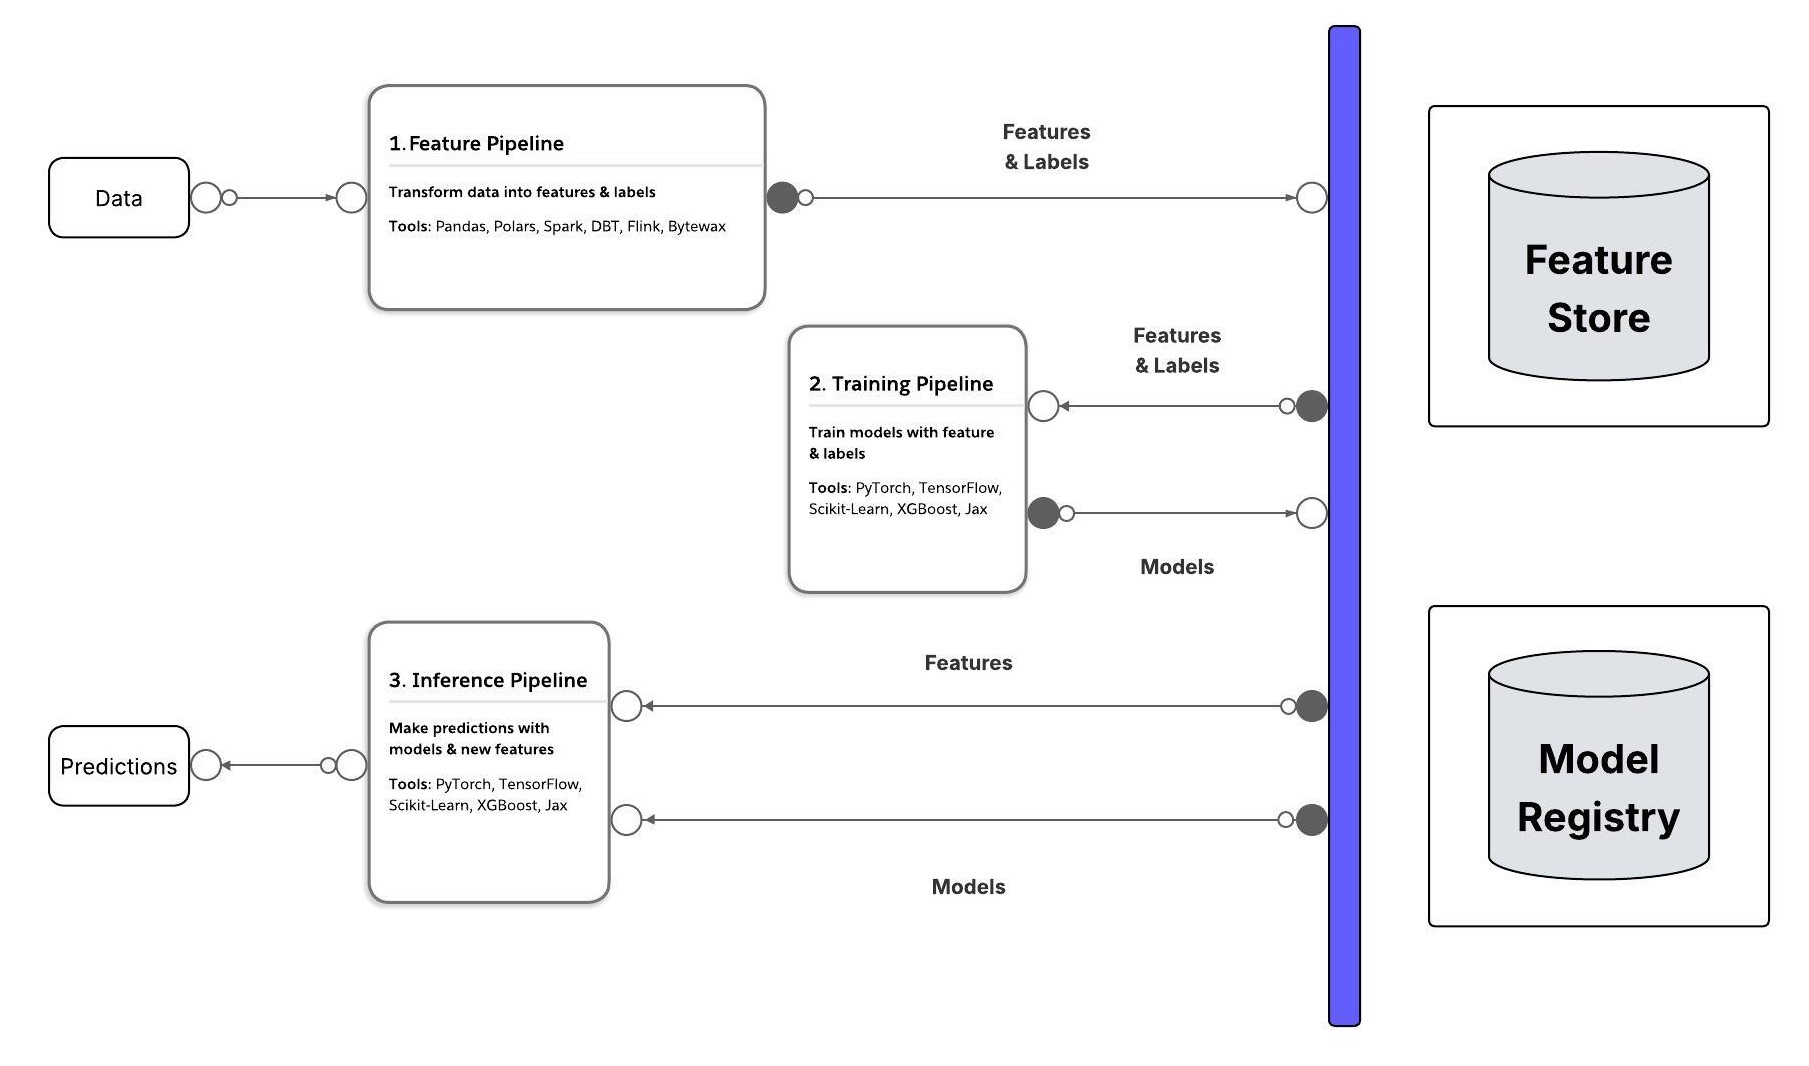 Data
1. Feature Pipeline
Transform data into features & labels
Tools: Pandas, Polars, Spark, DBT, Flink, Bytewax
Features
& Labels
Feature
Store
2. Training Pipeline
Train models with feature
& labels
Tools: PyTorch, TensorFlow,
Scikit-Learn, XGBoost, Jax
Features
& Labels
Models
Predictions
3. Inference Pipeline
Make predictions with
models & new features
Tools: PyTorch, TensorFlow,
Scikit-Learn, XGBoost, Jax
Features
Models
Model
Registry